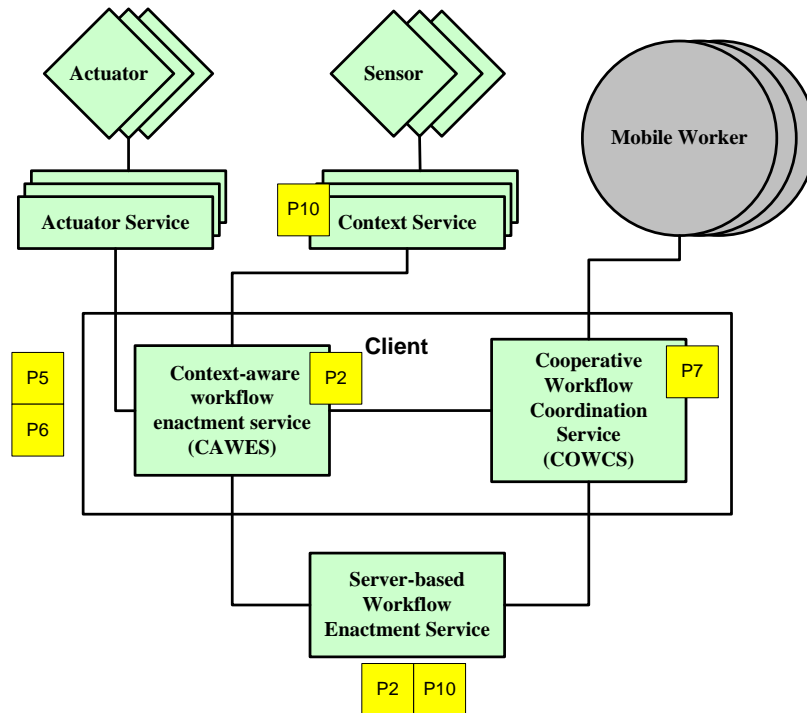 Actuator
Sensor
Mobile Worker
P10
Actuator Service
Context Service
Client
P5
P6
Context-aware
workflow
enactment service
(CAWES)
P2
Cooperative
Workflow
Coordination
Service
(COWCS)
P7
Server-based
Workflow
Enactment Service
P2
P10